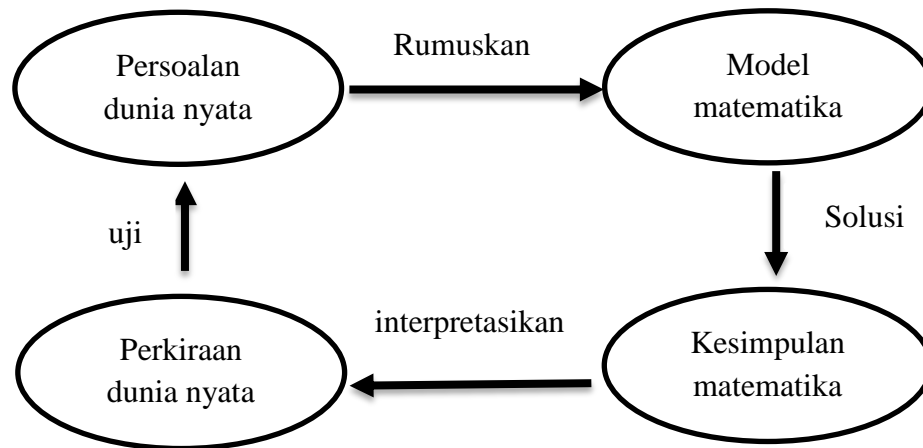 Persoalan
dunia nyata
Rumuskan
Model
matematika
Solusi
Kesimpulan
matematika
interpretasikan
Perkiraan
dunia nyata
uji